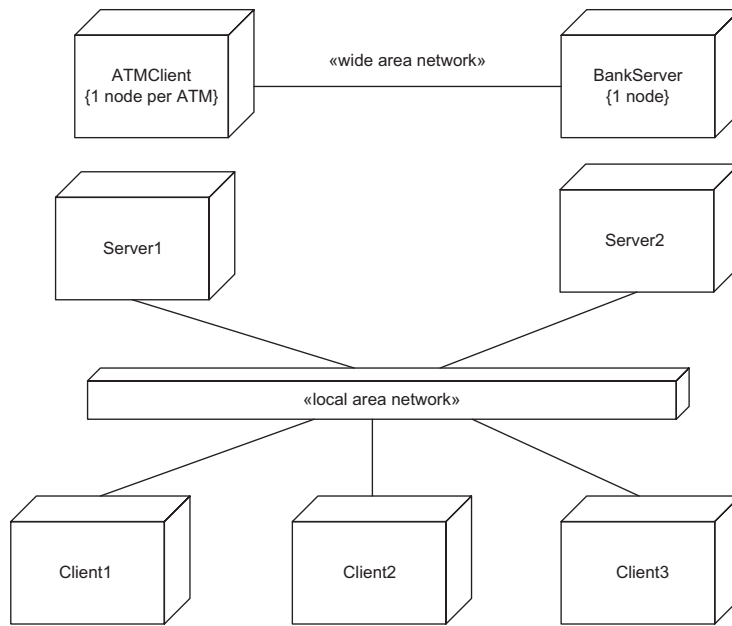 ATMClient
{1 node per ATM}
«wide area network»
BankServer
{1 node}
Server1
Server2
«local area network»
Client1
Client2
Client3